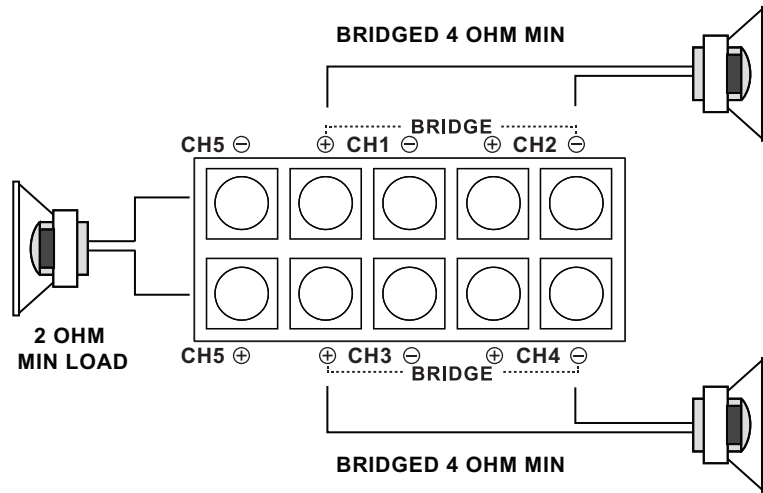 BRIDGED 4 OHM MIN
BRIDGE
CH5 ⊖ ⊕ CH1 ⊖ ⊕ CH2 ⊖
2 OHM
MIN LOAD
CH5 ⊕ ⊕ CH3 ⊖ ⊕ CH4 ⊖
BRIDGE
BRIDGED 4 OHM MIN